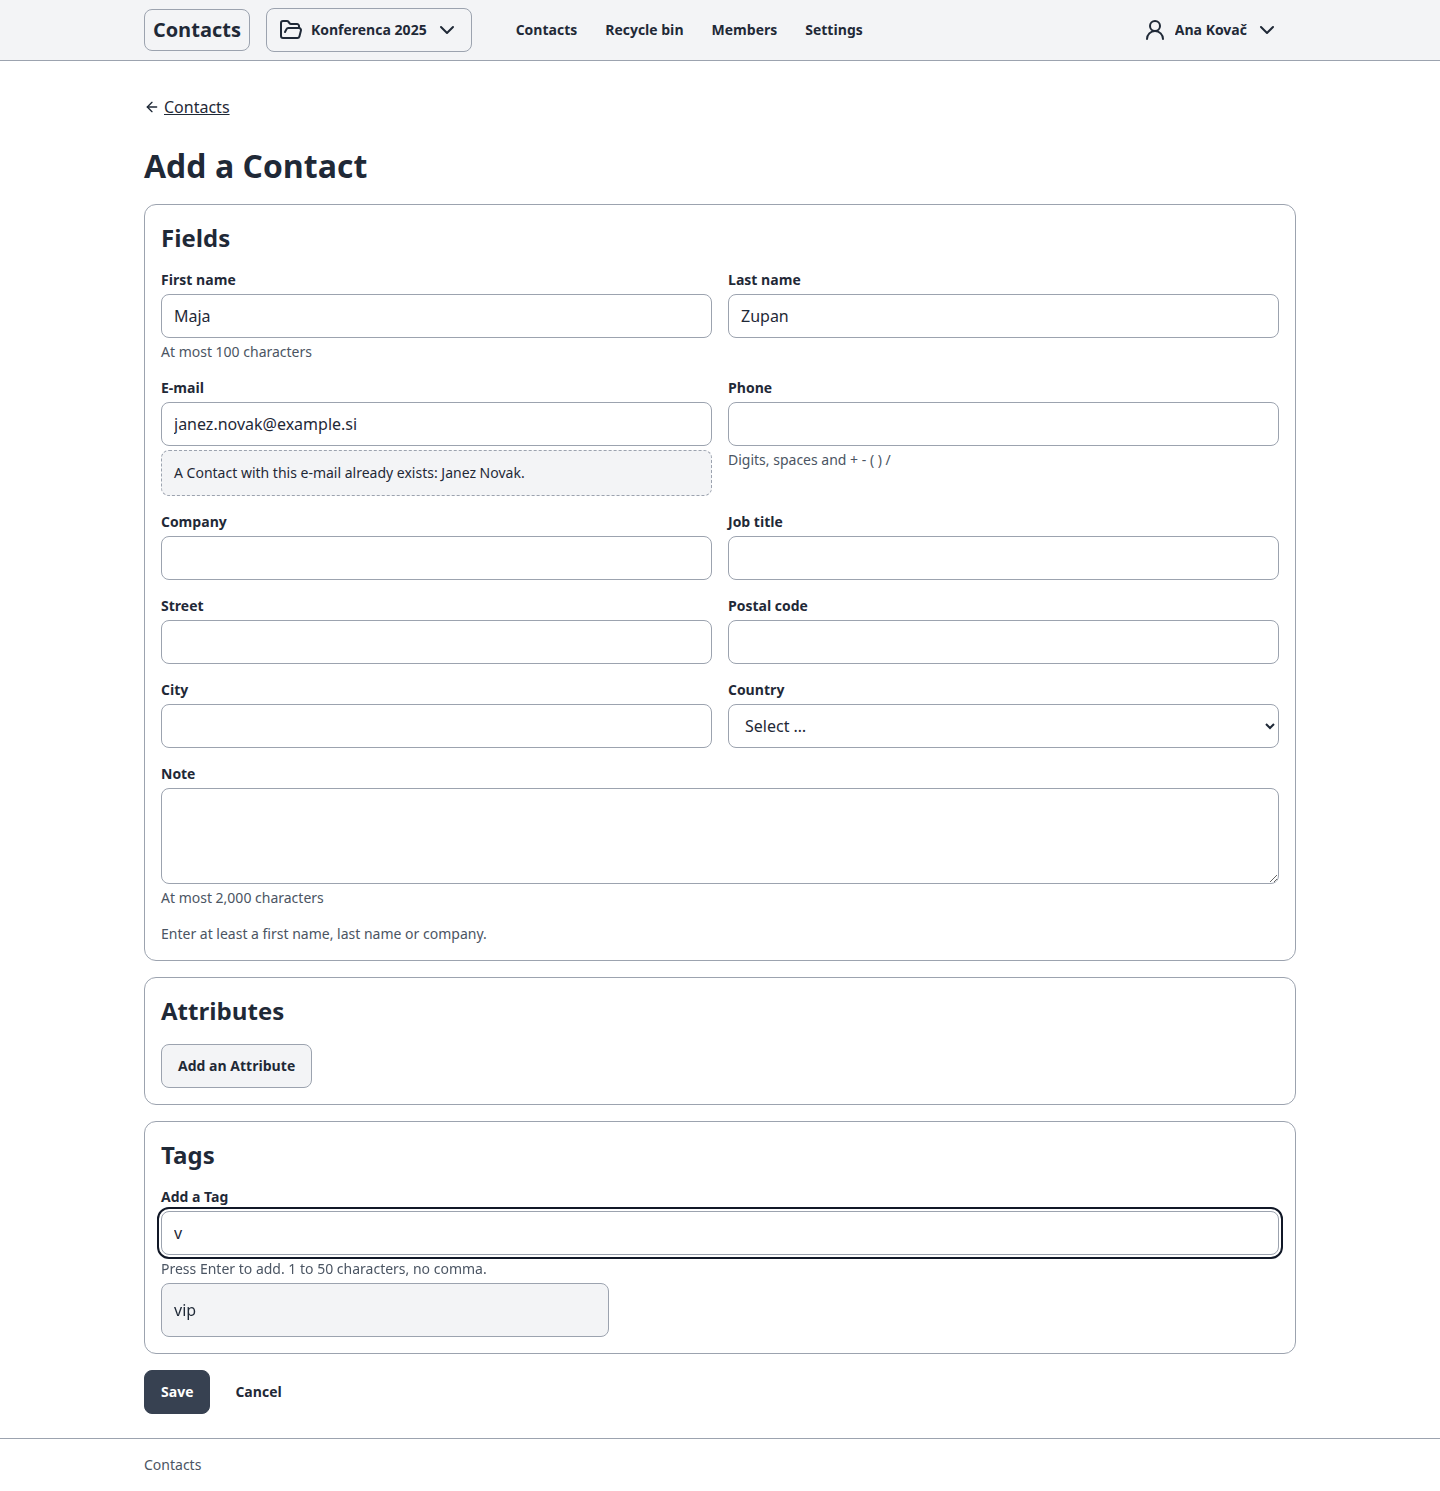 Contacts
Konferenca 2025
Contacts
Recycle bin
Members
Settings
Ana Kovač
← Contacts
Add a Contact
Fields
First name
Last name
Maja
Zupan
At most 100 characters
E-mail
Phone
janez.novak@example.si
A Contact with this e-mail already exists: Janez Novak.
Digits, spaces and + - ( ) /
Company
Job title
Street
Postal code
City
Country
Select ...
Note
At most 2,000 characters
Enter at least a first name, last name or company.
Attributes
Add an Attribute
Tags
Add a Tag
v
Press Enter to add. 1 to 50 characters, no comma.
vip
Save
Cancel
Contacts